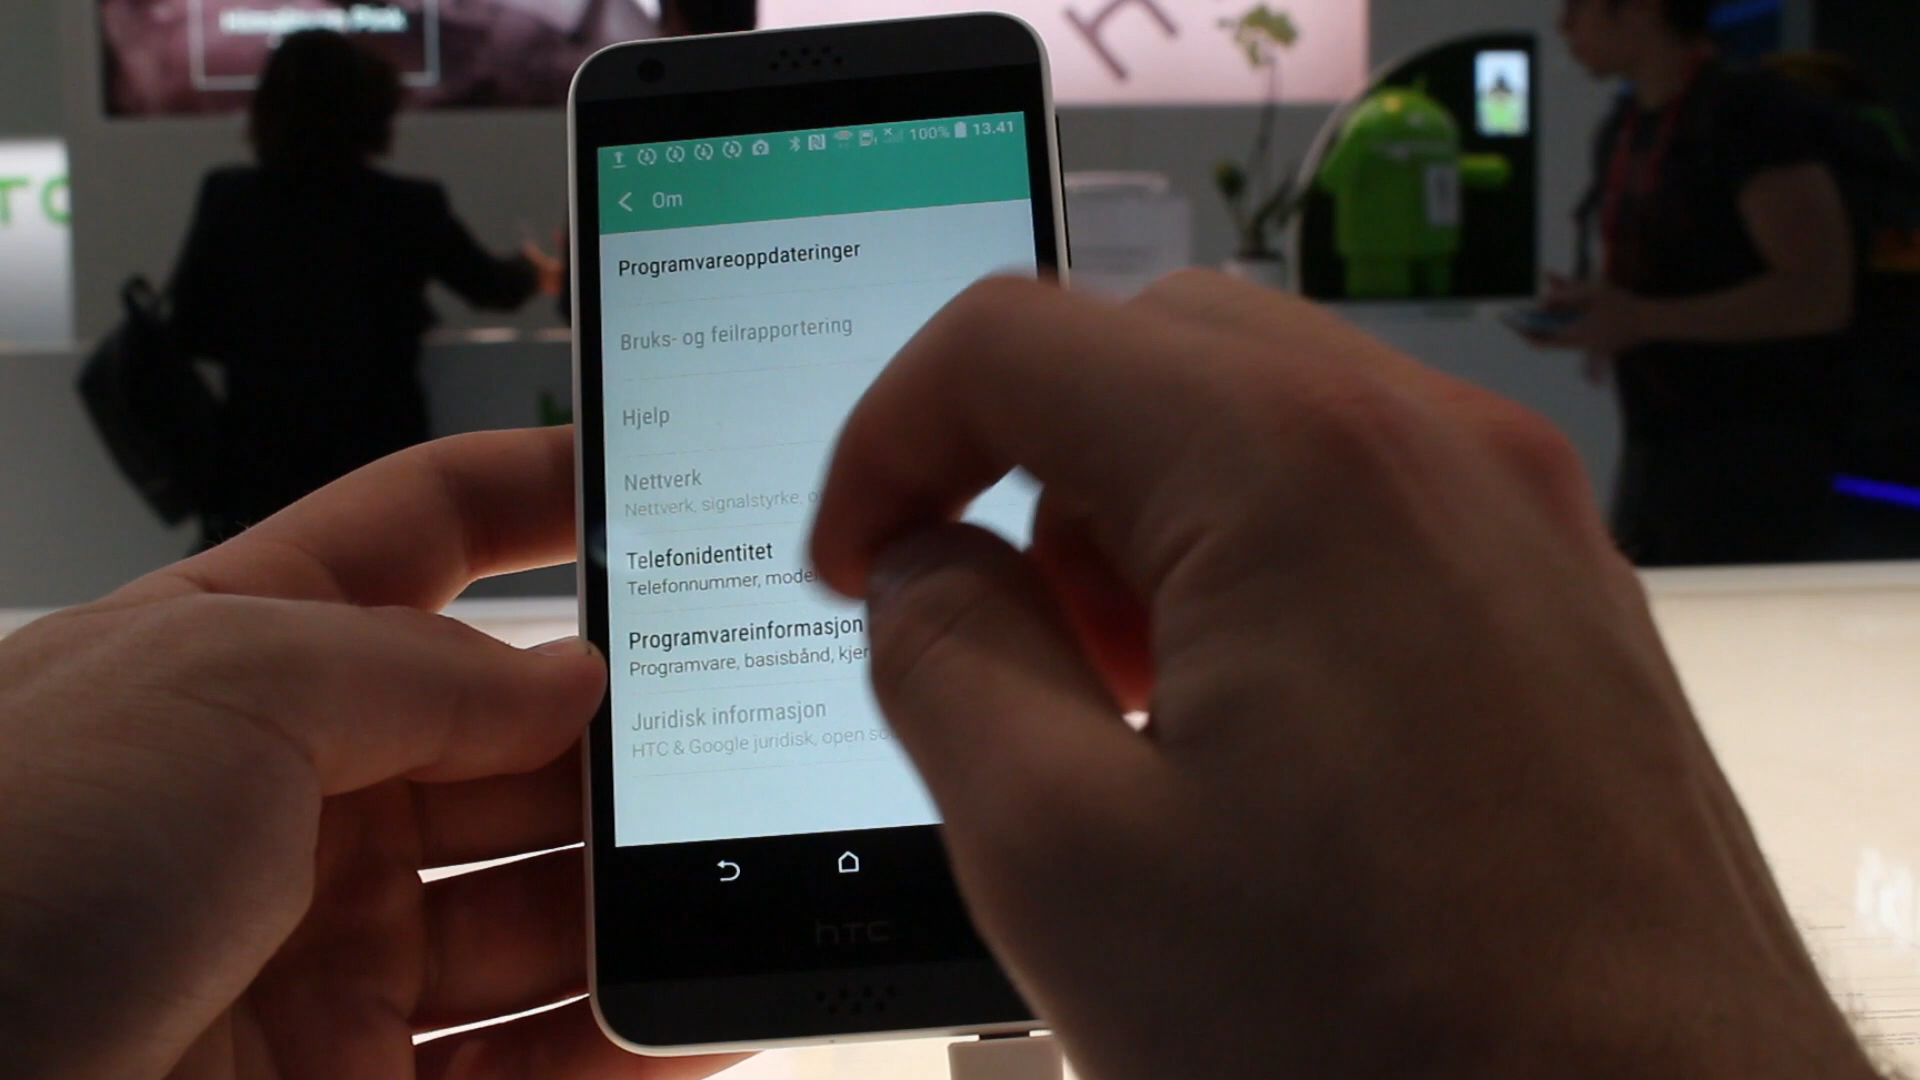 TC
100% 13.41
Om
Programvareoppdateringer
Bruks- og feilrapportering
Hjelp
Nettverk
Nettverk, signalstyrke,
Telefonidentitet
Telefonnummer,
Programvareinformasjon
Programvare, basisbånd,
Juridisk informasjon
HTC & Google juridisk, open
hTC